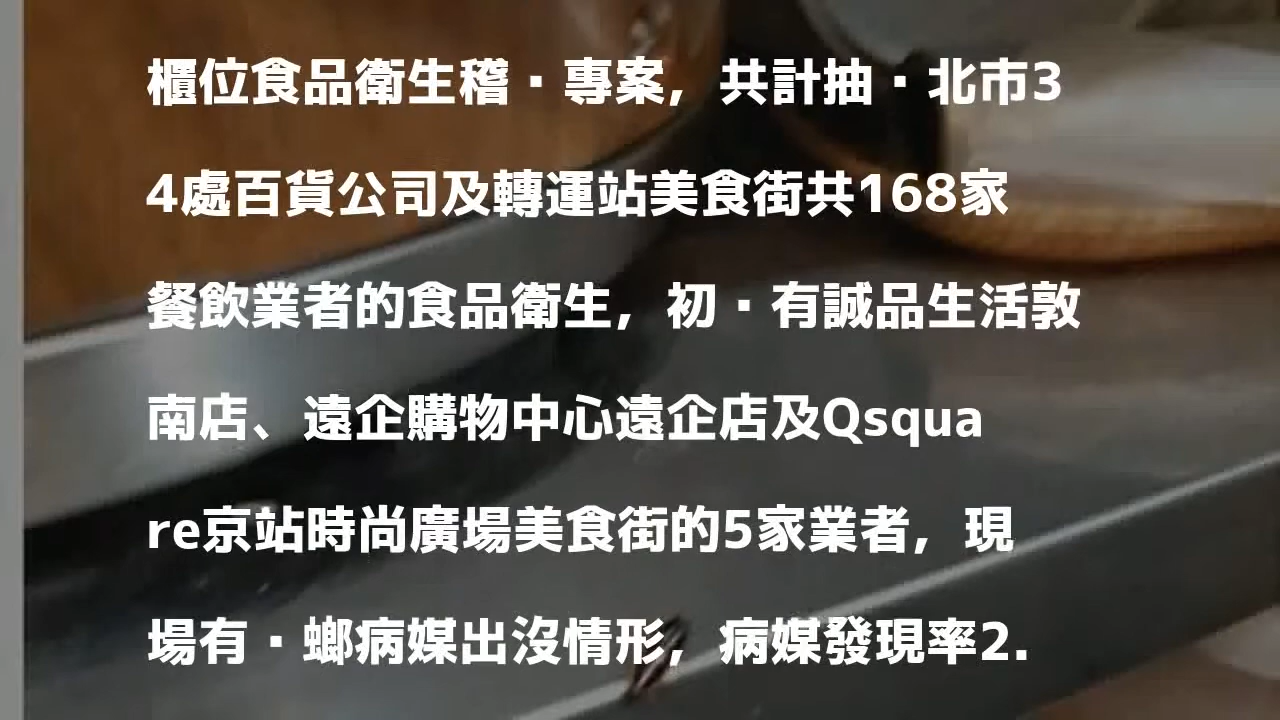 櫃位食品衛生稽▪專案，共計抽▪北市3
4處百貨公司及轉運站美食街共168家
餐飲業者的食品衛生，初▪有誠品生活敦
南店、遠企購物中心遠企店及Qsqua
re京站時尚廣場美食街的5家業者，現
場有▪螂病媒出沒情形，病媒發現率2.